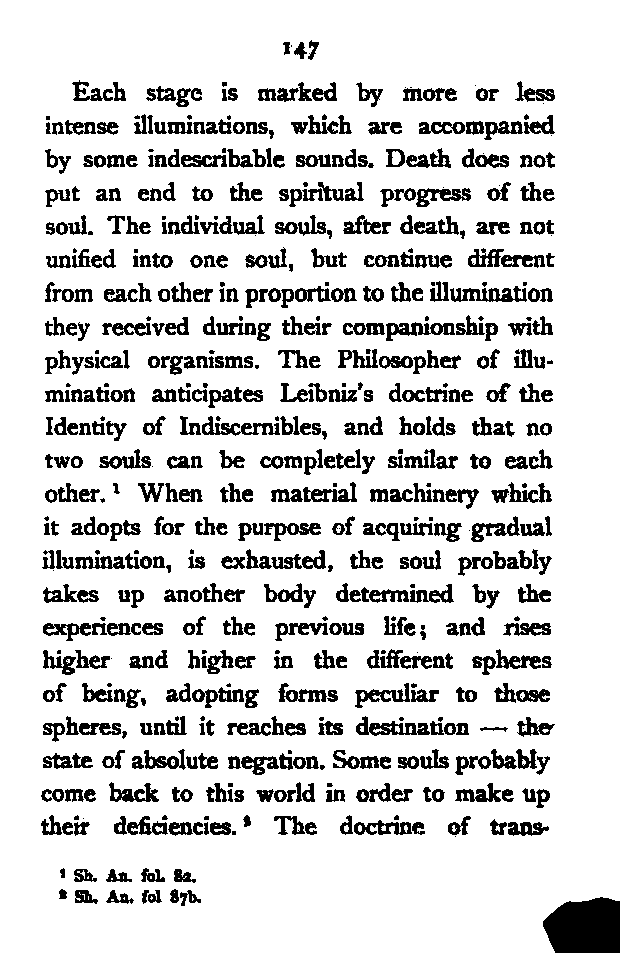 147
Each stage is marked by more or less
intense illuminations, which are accompanied
by some indescribable sounds. Death does not
put an end to the spiritual progress of the
soul. The individual souls, after death, are not
unified into one soul, but continue different
from each other in proportion to the illumination
they received during their companionship with
physical organisms. The Philosopher of illu-
mination anticipates Leibniz's doctrine of the
Identity of Indiscernibles, and holds that no
two souls can be completely similar to each
other. ¹ When the material machinery which
it adopts for the purpose of acquiring gradual
illumination, is exhausted, the soul probably
takes up another body determined by the
experiences of the previous life; and rises
higher and higher in the different spheres
of being, adopting forms peculiar to those
spheres, until it reaches its destination — the
state of absolute negation. Some souls probably
come back to this world in order to make up
their deficiencies. ² The doctrine of trans-
¹ Sh. An. fol. 82.
² Sh. An. fol 87b.